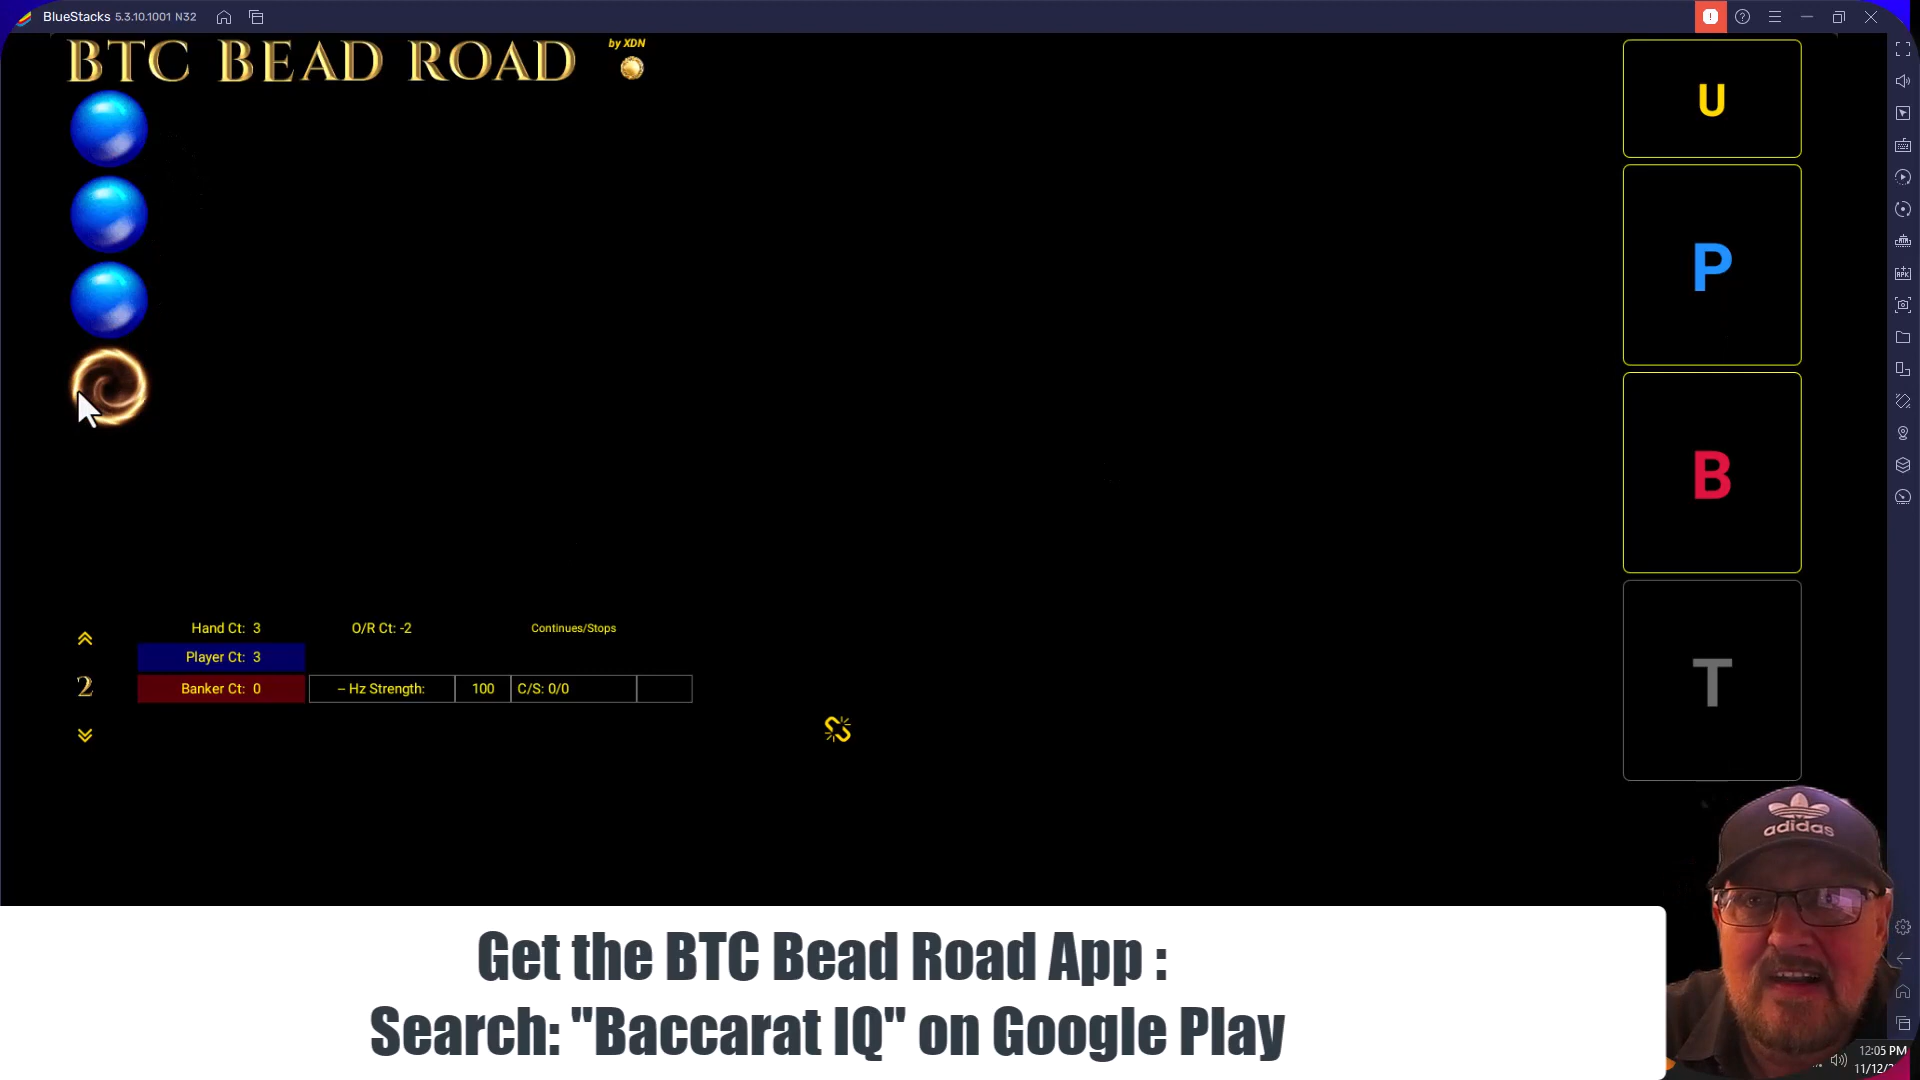 BlueStacks 5.3.10.1001 N32
BTC BEAD ROAD
by XDN
U
P
B
T
Hand Ct: 3
O/R Ct: -2
Continues/Stops
Player Ct: 3
2
Banker Ct: 0
– Hz Strength:
100
C/S: 0/0
adidas
Get the BTC Bead Road App :
Search: "Baccarat IQ" on Google Play
12:05 PM